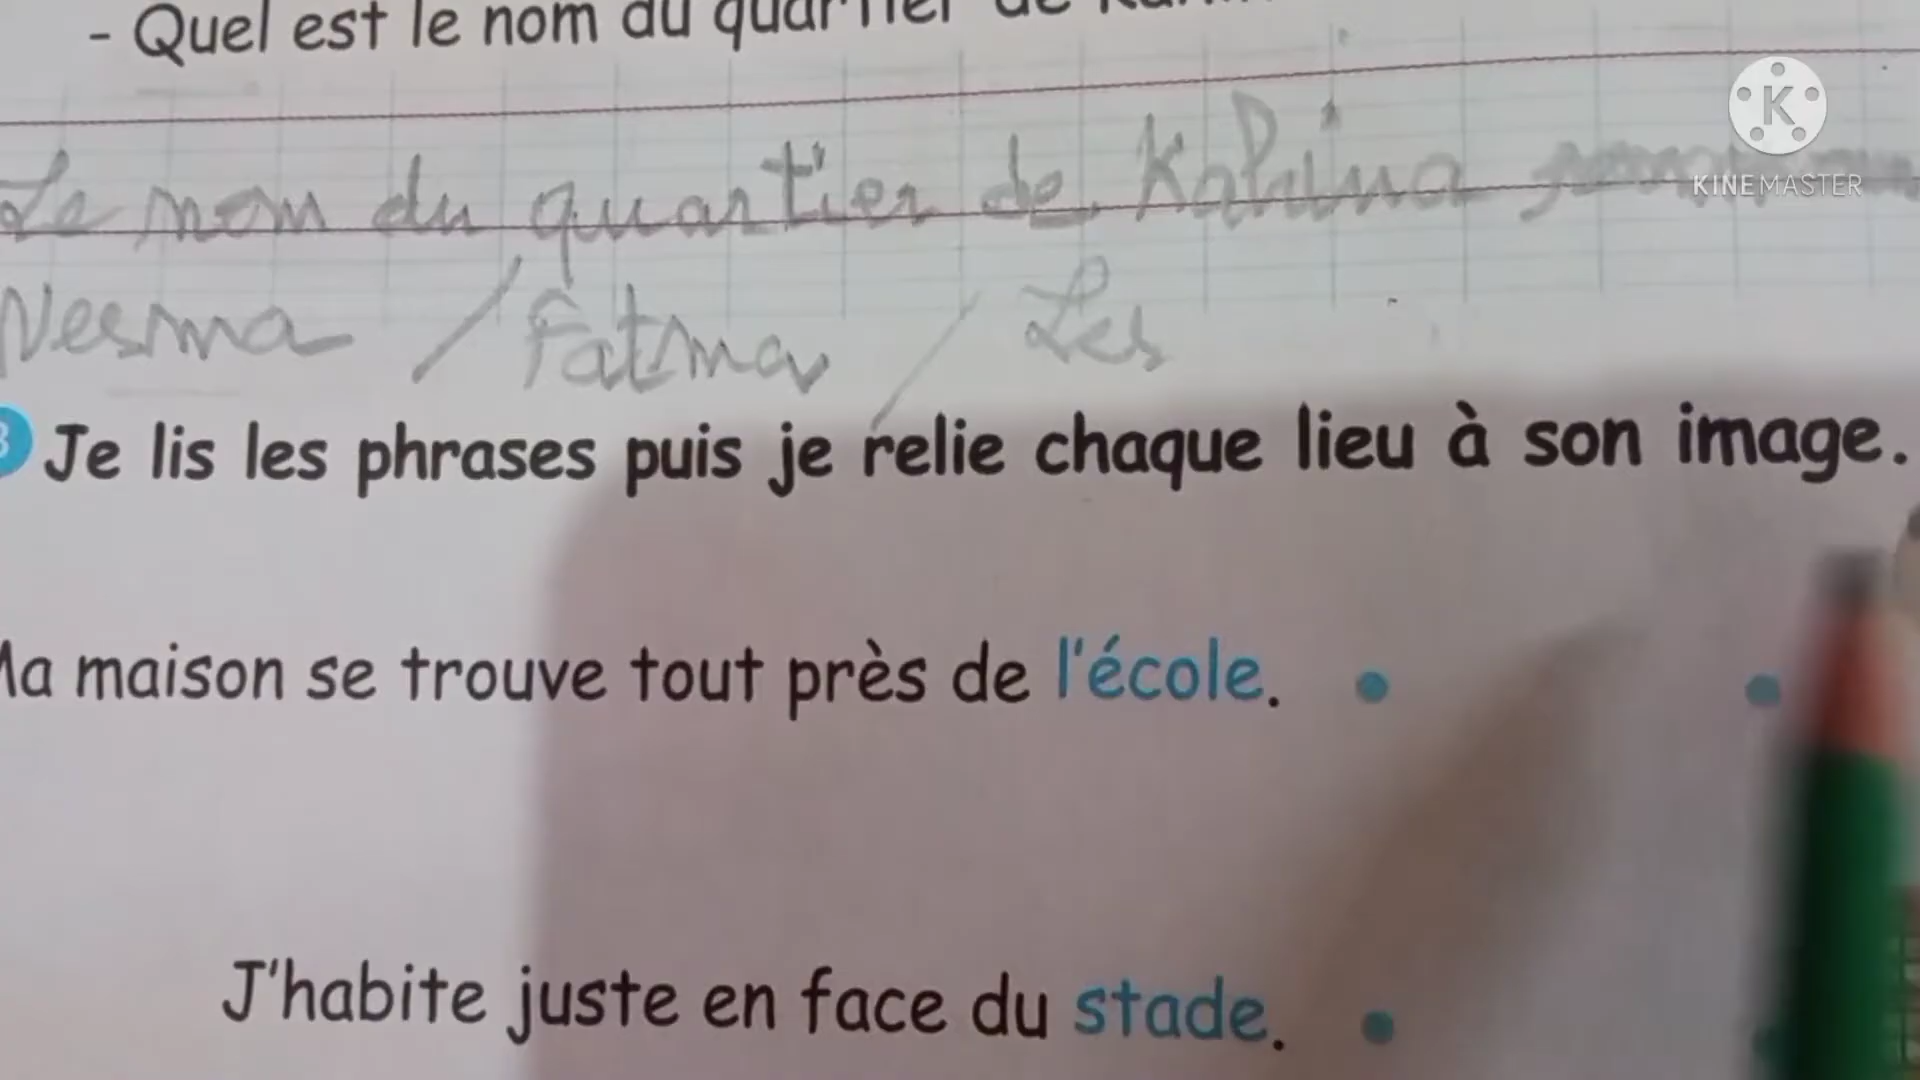 - Quel est le nom du quartier de
K
KINEMASTER
Le nom du quartier de Kahina
Nesma / Fatma / Les
3 Je lis les phrases puis je relie chaque lieu à son image.
Ma maison se trouve tout près de l'école.
J'habite juste en face du stade.